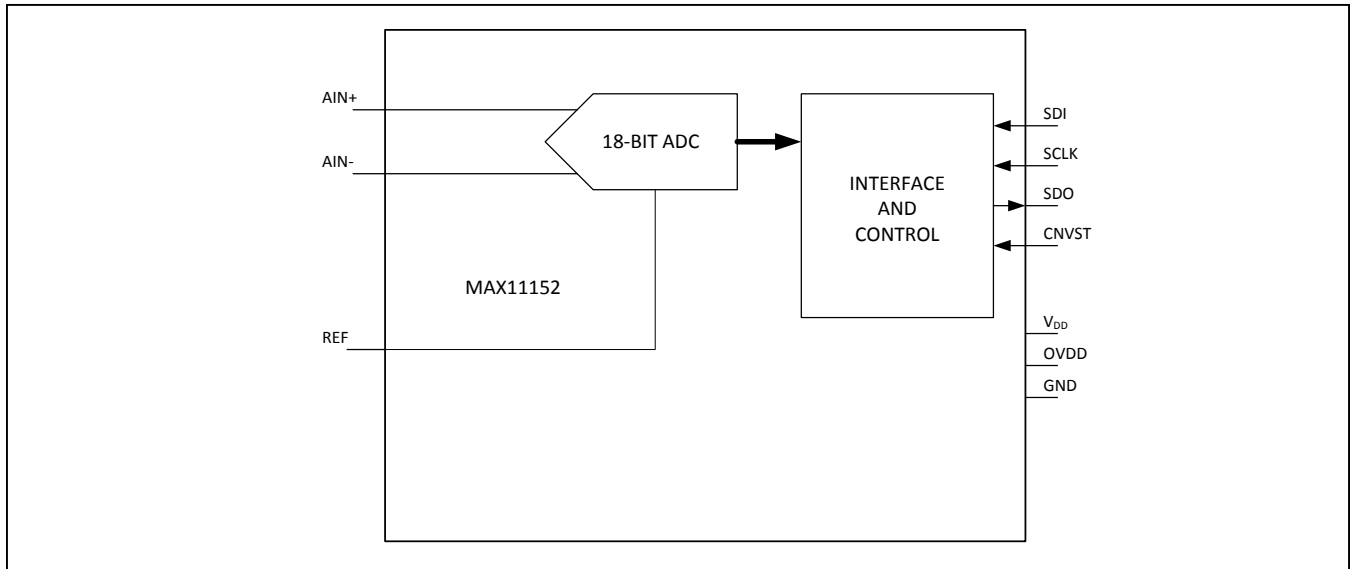 AIN+
AIN-
18-BIT ADC
MAX11152
REF
INTERFACE
AND
CONTROL
SDI
SCLK
SDO
CNVST
VDD
OVDD
GND